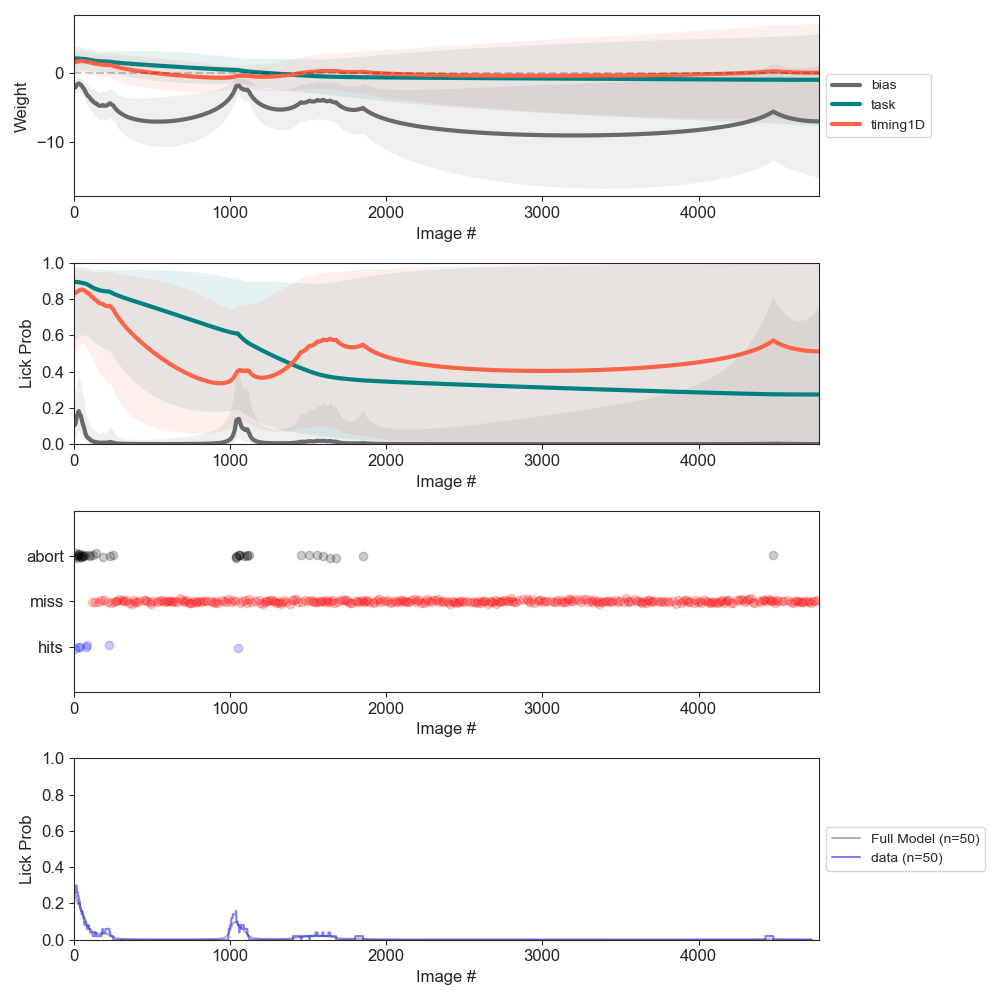 Weight
0
−10
0 1000 2000 3000 4000
Image #
bias
task
timing1D
Lick Prob
1.0
0.8
0.6
0.4
0.2
0.0
0 1000 2000 3000 4000
Image #
abort
miss
hits
0 1000 2000 3000 4000
Image #
Lick Prob
1.0
0.8
0.6
0.4
0.2
0.0
0 1000 2000 3000 4000
Image #
Full Model (n=50)
data (n=50)